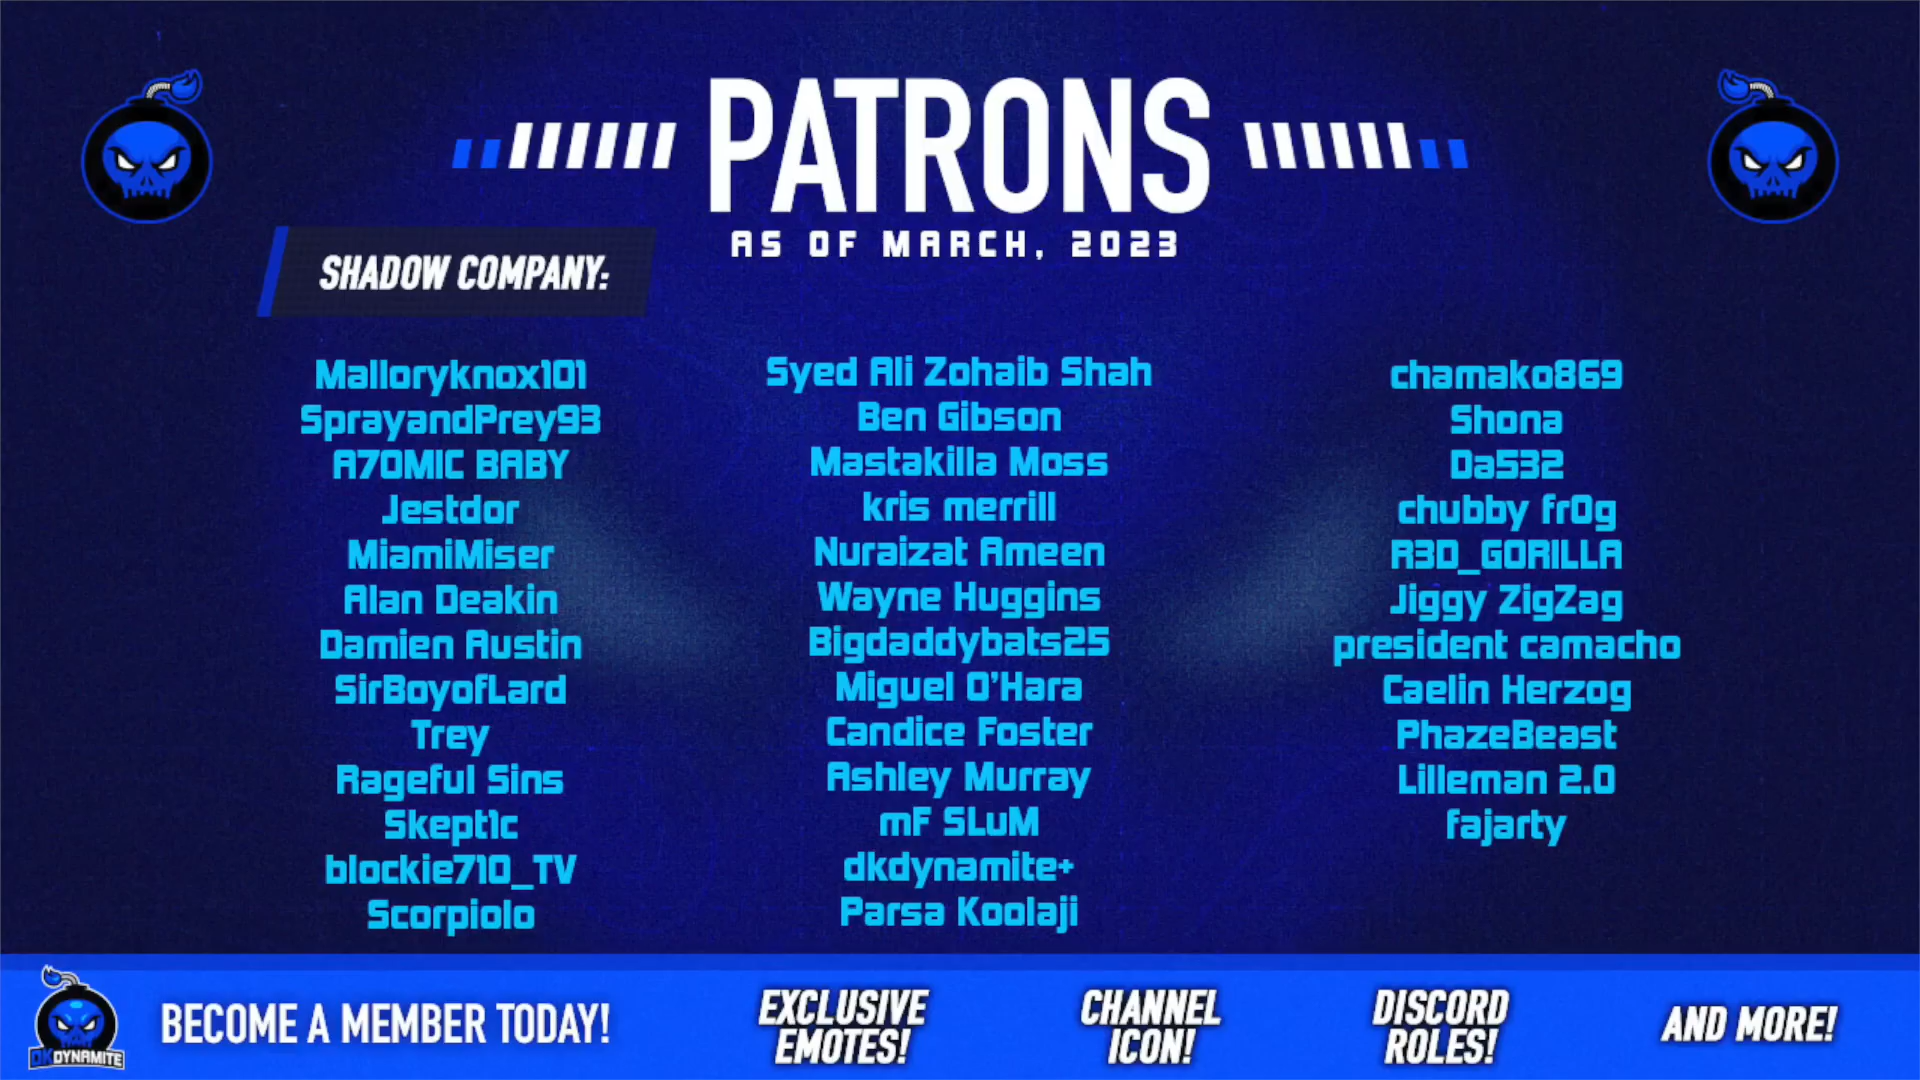 PATRONS
AS OF MARCH, 2023
SHADOW COMPANY:
Malloryknox101
SprayandPrey93
A7OMIC BABY
Jestdor
MiamiMiser
Alan Deakin
Damien Austin
SirBoyofLard
Trey
Rageful Sins
Skept1c
blockie710_TV
Scorpiolo
Syed Ali Zohaib Shah
Ben Gibson
Mastakilla Moss
kris merrill
Nuraizat Ameen
Wayne Huggins
Bigdaddybats25
Miguel O'Hara
Candice Foster
Ashley Murray
mF SLuM
dkdynamite+
Parsa Koolaji
chamako869
Shona
Da532
chubby fr0g
R3D_GORILLA
Jiggy ZigZag
president camacho
Caelin Herzog
PhazeBeast
Lilleman 2.0
fajarty
DKDYNAMITE
BECOME A MEMBER TODAY!
EXCLUSIVE
EMOTES!
CHANNEL
ICON!
DISCORD
ROLES!
AND MORE!